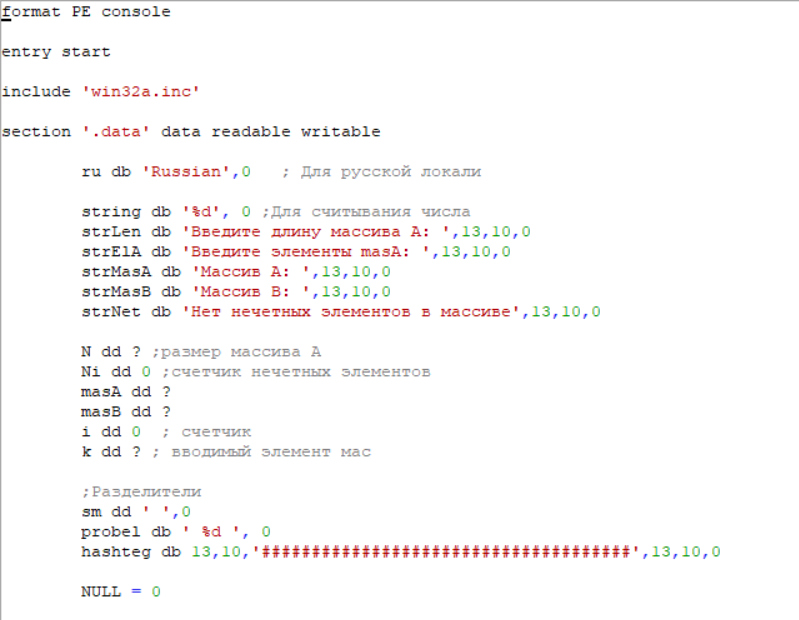 format PE console
entry start
include 'win32a.inc'
section '.data' data readable writable
ru db 'Russian',0 ; Для русской локали
string db '%d', 0 ;Для считывания числа
strLen db 'Введите длину массива A: ',13,10,0
strElA db 'Введите элементы masA: ',13,10,0
strMasA db 'Массив A: ',13,10,0
strMasB db 'Массив B: ',13,10,0
strNet db 'Нет нечетных элементов в массиве',13,10,0
N dd ? ;размер массива A
Ni dd 0 ;счетчик нечетных элементов
masA dd ?
masB dd ?
i dd 0 ; счетчик
k dd ? ; вводимый элемент мас
;Разделители
sm dd ' ',0
probel db ' %d ', 0
hashteg db 13,10,'#####################################',13,10,0
NULL = 0